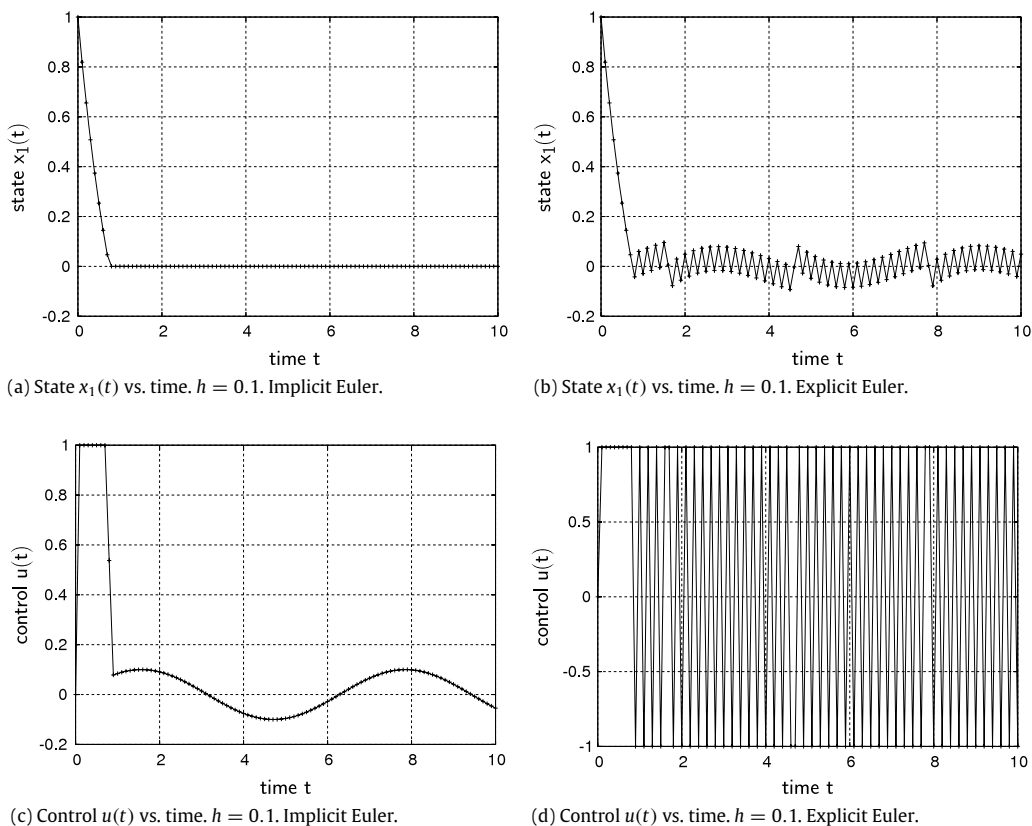 1
0.8
0.6
0.4
0.2
0
-0.2
state x₁(t)
0 2 4 6 8 10
time t
(a) State x₁(t) vs. time. h = 0.1. Implicit Euler.
1
0.8
0.6
0.4
0.2
0
-0.2
state x₁(t)
0 2 4 6 8 10
time t
(b) State x₁(t) vs. time. h = 0.1. Explicit Euler.
1
0.8
0.6
0.4
0.2
0
-0.2
control u(t)
0 2 4 6 8 10
time t
(c) Control u(t) vs. time. h = 0.1. Implicit Euler.
1
0.5
0
-0.5
-1
control u(t)
0 2 4 6 8 10
time t
(d) Control u(t) vs. time. h = 0.1. Explicit Euler.